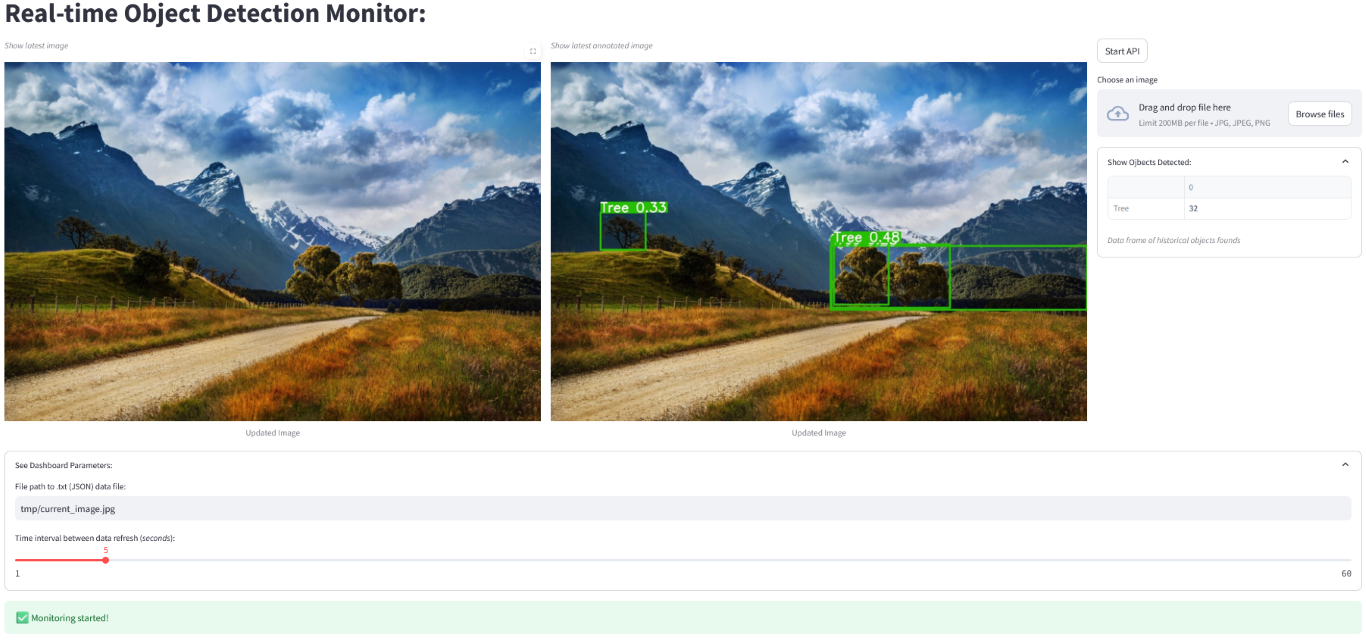 Real-time Object Detection Monitor:
Show latest image
Show latest annotated image
Tree 0.33
Tree 0.48
Updated Image
Updated Image
Start API
Choose an image
Drag and drop file here
Limit 200MB per file • JPG, JPEG, PNG
Browse files
Show Ojbects Detected:
0
Tree 32
Data frame of historical objects founds
See Dashboard Parameters:
File path to .txt (JSON) data file:
tmp/current_image.jpg
Time interval between data refresh (seconds):
5
1 60
✅ Monitoring started!